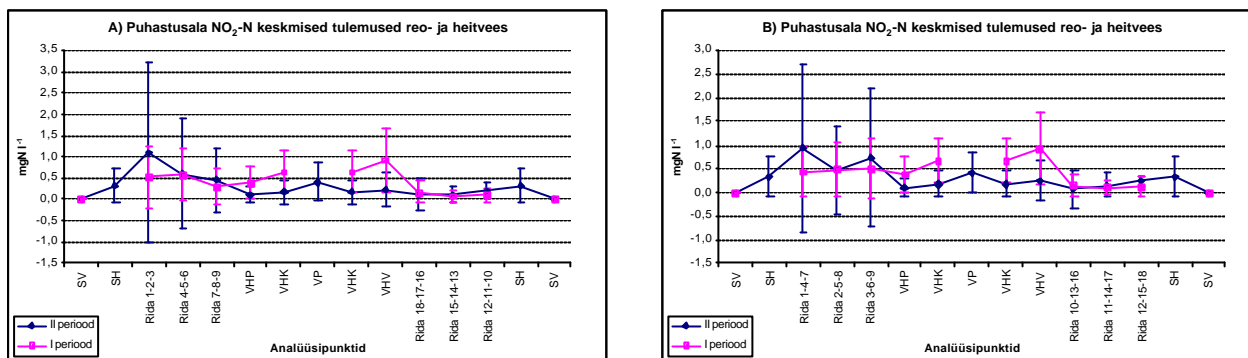 A) Puhastusala NO₂-N keskmised tulemused reo- ja heitvees
3,5
3,0
2,5
2,0
1,5
1,0
0,5
0,0
-0,5
-1,0
-1,5
mgN l⁻¹
SV
SH
Rida 1-2-3
Rida 4-5-6
Rida 7-8-9
VHP
VHK
VP
VHK
VHV
Rida 18-17-16
Rida 15-14-13
Rida 12-11-10
SH
SV
II periood
I periood
Analüüsipunktid
B) Puhastusala NO₂-N keskmised tulemused reo- ja heitvees
3,0
2,5
2,0
1,5
1,0
0,5
0,0
-0,5
-1,0
-1,5
mgN l⁻¹
SV
SH
Rida 1-4-7
Rida 2-5-8
Rida 3-6-9
VHP
VHK
VP
VHK
VHV
Rida 10-13-16
Rida 11-14-17
Rida 12-15-18
SH
SV
II periood
I periood
Analüüsipunktid